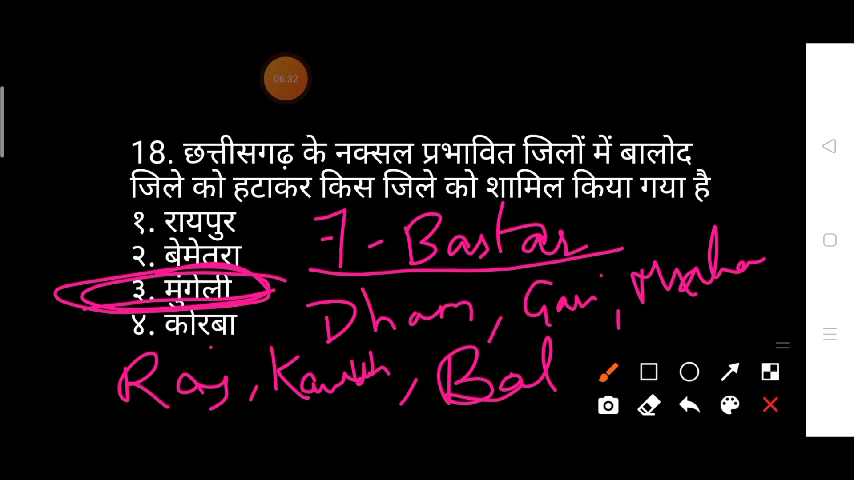 06:32
18. छत्तीसगढ़ के नक्सल प्रभावित जिलों में बालोद
जिले को हटाकर किस जिले को शामिल किया गया है
१. रायपुर
२. बेमेतरा
३. मुंगेली
४. कोरबा
7 - Bastar
Dham, Gari,
Raj, , Bal